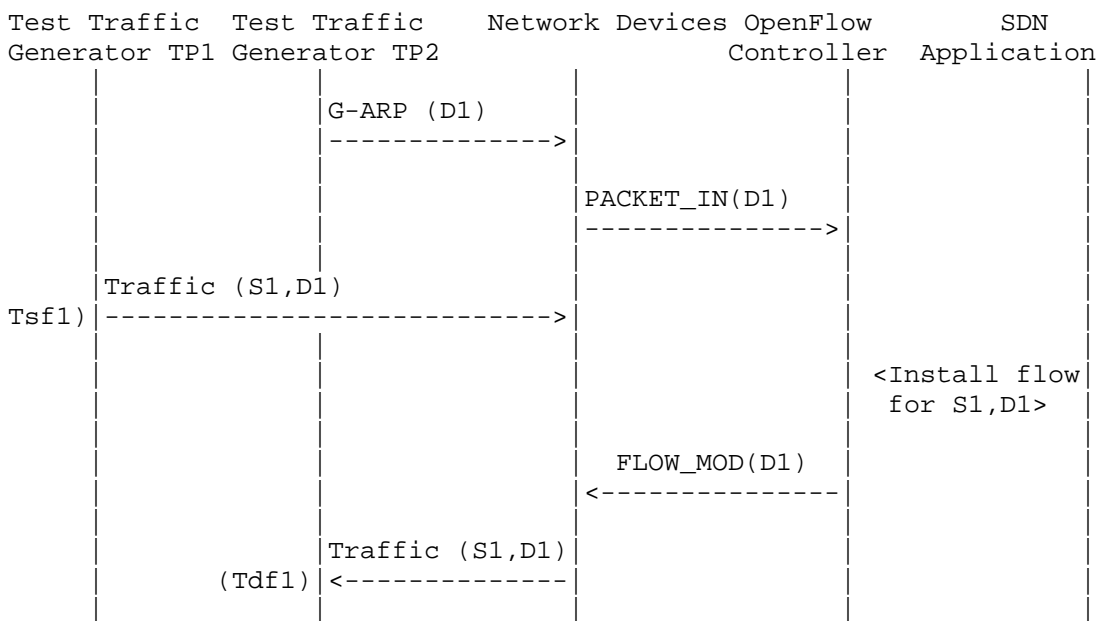 Test Traffic Test Traffic Network Devices OpenFlow SDN
Generator TP1 Generator TP2 Controller Application
G-ARP (D1)
PACKET_IN(D1)
Traffic (S1,D1)
Tsf1)
<Install flow
for S1,D1>
FLOW_MOD(D1)
Traffic (S1,D1)
(Tdf1)